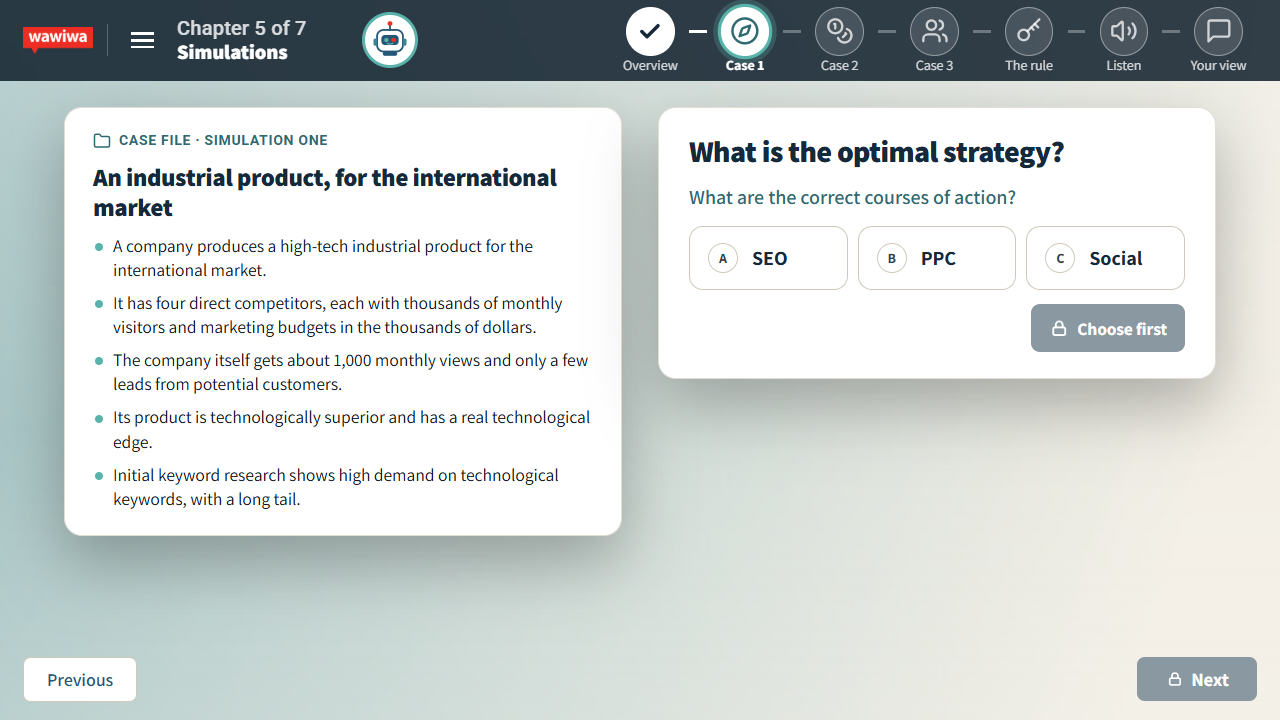 wawiwa
Chapter 5 of 7
Simulations
Overview
Case 1
Case 2
Case 3
The rule
Listen
Your view
CASE FILE · SIMULATION ONE
An industrial product, for the international
market
A company produces a high-tech industrial product for the
international market.
It has four direct competitors, each with thousands of monthly
visitors and marketing budgets in the thousands of dollars.
The company itself gets about 1,000 monthly views and only a few
leads from potential customers.
Its product is technologically superior and has a real technological
edge.
Initial keyword research shows high demand on technological
keywords, with a long tail.
What is the optimal strategy?
What are the correct courses of action?
A SEO
B PPC
C Social
Choose first
Previous
Next